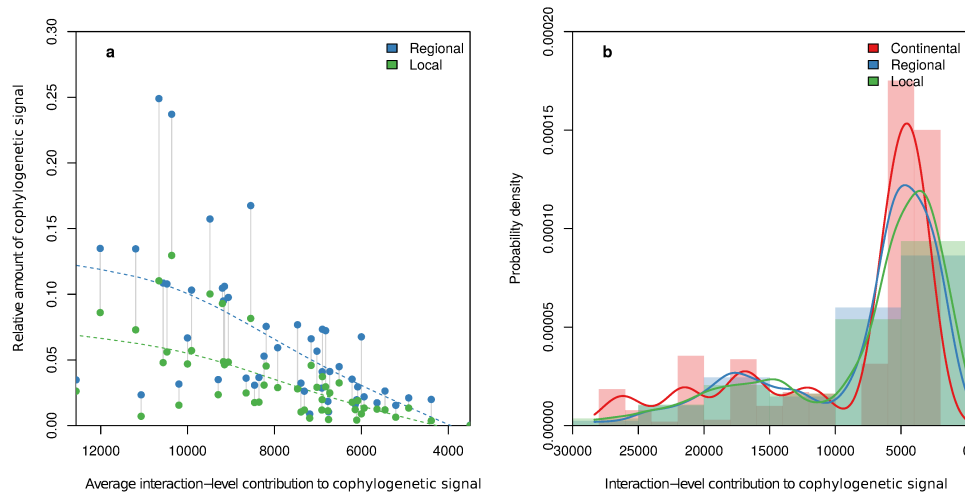 a
Regional
Local
0.30
0.25
0.20
0.15
0.10
0.05
0.00
Relative amount of cophylogenetic signal
12000
10000
8000
6000
4000
Average interaction−level contribution to cophylogenetic signal
b
Continental
Regional
Local
0.00020
0.00015
0.00010
0.00005
0.00000
Probability density
30000
25000
20000
15000
10000
5000
0
Interaction−level contribution to cophylogenetic signal